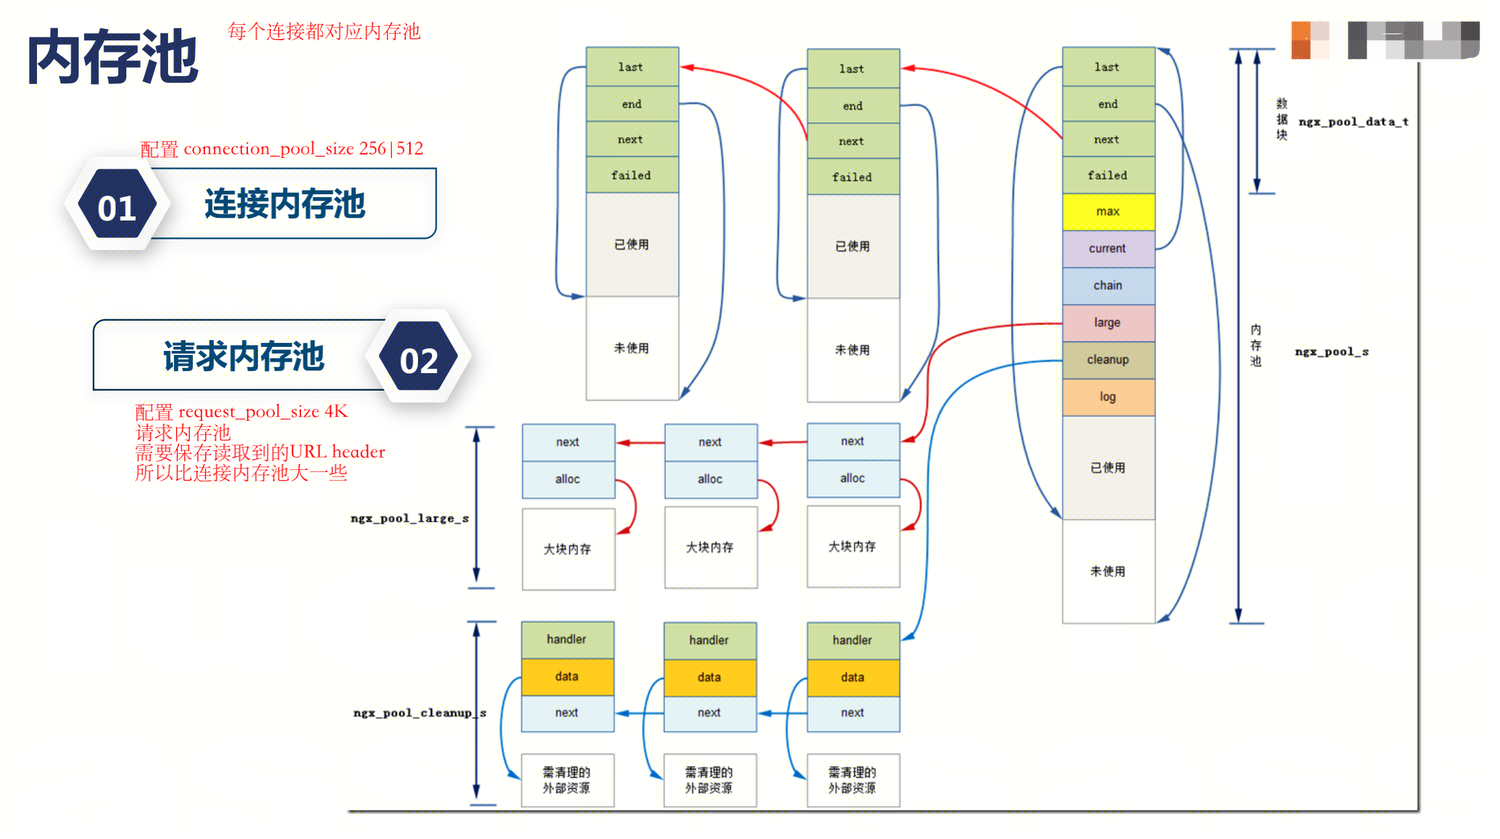 内存池
每个连接都对应内存池
配置 connection_pool_size 256|512
01
连接内存池
请求内存池
02
配置 request_pool_size 4K
请求内存池
需要保存读取到的URL header
所以比连接内存池大一些
last
end
next
failed
已使用
未使用
last
end
next
failed
已使用
未使用
last
end
next
failed
max
current
chain
large
cleanup
log
已使用
未使用
数据块
ngx_pool_data_t
内存池
ngx_pool_s
ngx_pool_large_s
next
alloc
大块内存
next
alloc
大块内存
next
alloc
大块内存
ngx_pool_cleanup_s
handler
data
next
需清理的
外部资源
handler
data
next
需清理的
外部资源
handler
data
next
需清理的
外部资源